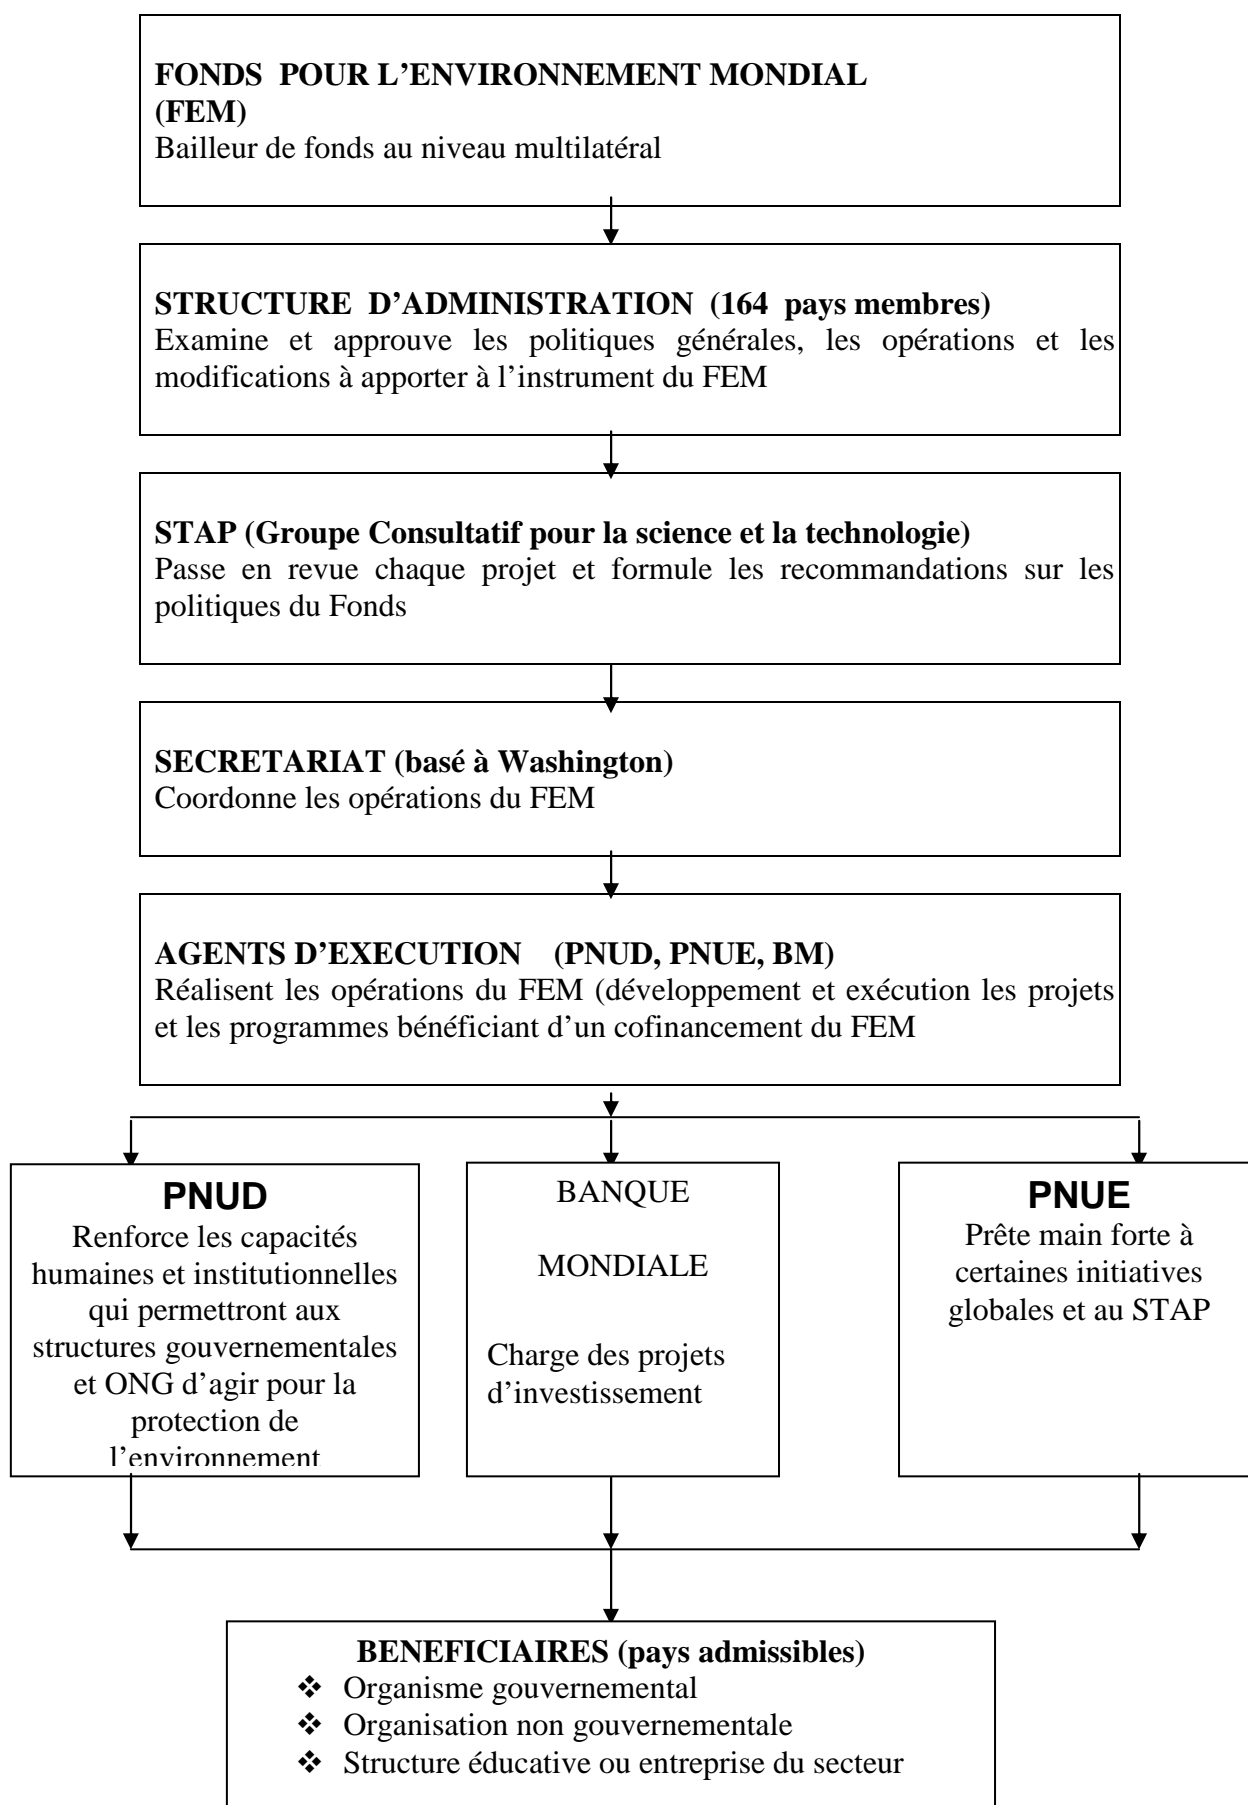 FONDS POUR L’ENVIRONNEMENT MONDIAL
(FEM)
Bailleur de fonds au niveau multilatéral
STRUCTURE D’ADMINISTRATION (164 pays membres)
Examine et approuve les politiques générales, les opérations et les
modifications à apporter à l’instrument du FEM
STAP (Groupe Consultatif pour la science et la technologie)
Passe en revue chaque projet et formule les recommandations sur les
politiques du Fonds
SECRETARIAT (basé à Washington)
Coordonne les opérations du FEM
AGENTS D’EXECUTION (PNUD, PNUE, BM)
Réalisent les opérations du FEM (développement et exécution les projets
et les programmes bénéficiant d’un cofinancement du FEM
PNUD
Renforce les capacités
humaines et institutionnelles
qui permettront aux
structures gouvernementales
et ONG d’agir pour la
protection de
l’environnement
BANQUE
MONDIALE
Charge des projets
d’investissement
PNUE
Prête main forte à
certaines initiatives
globales et au STAP
BENEFICIAIRES (pays admissibles)
❖ Organisme gouvernemental
❖ Organisation non gouvernementale
❖ Structure éducative ou entreprise du secteur